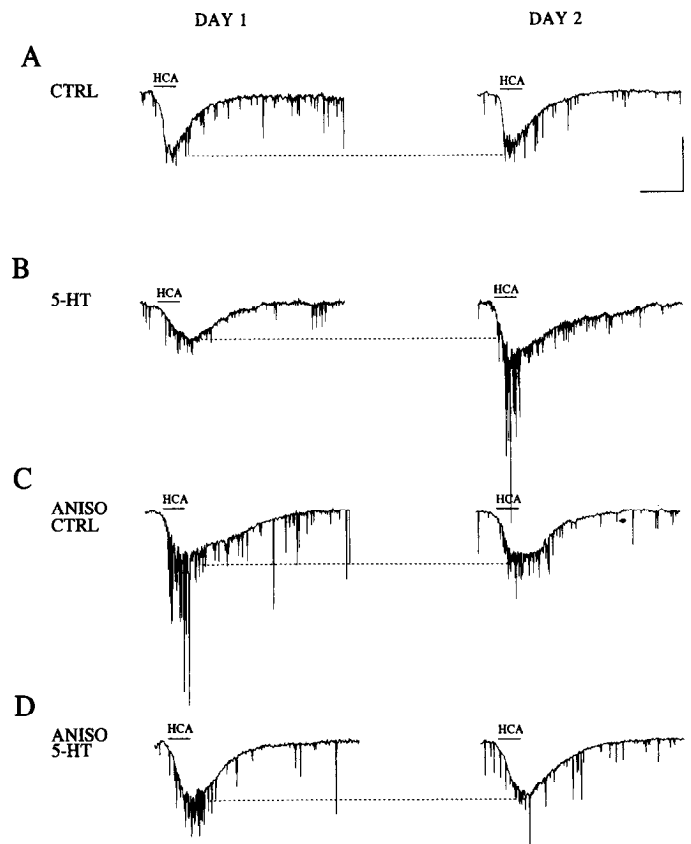 DAY 1 DAY 2
A
CTRL
HCA HCA
B
5-HT
HCA HCA
C
ANISO
CTRL
HCA HCA
D
ANISO
5-HT
HCA HCA